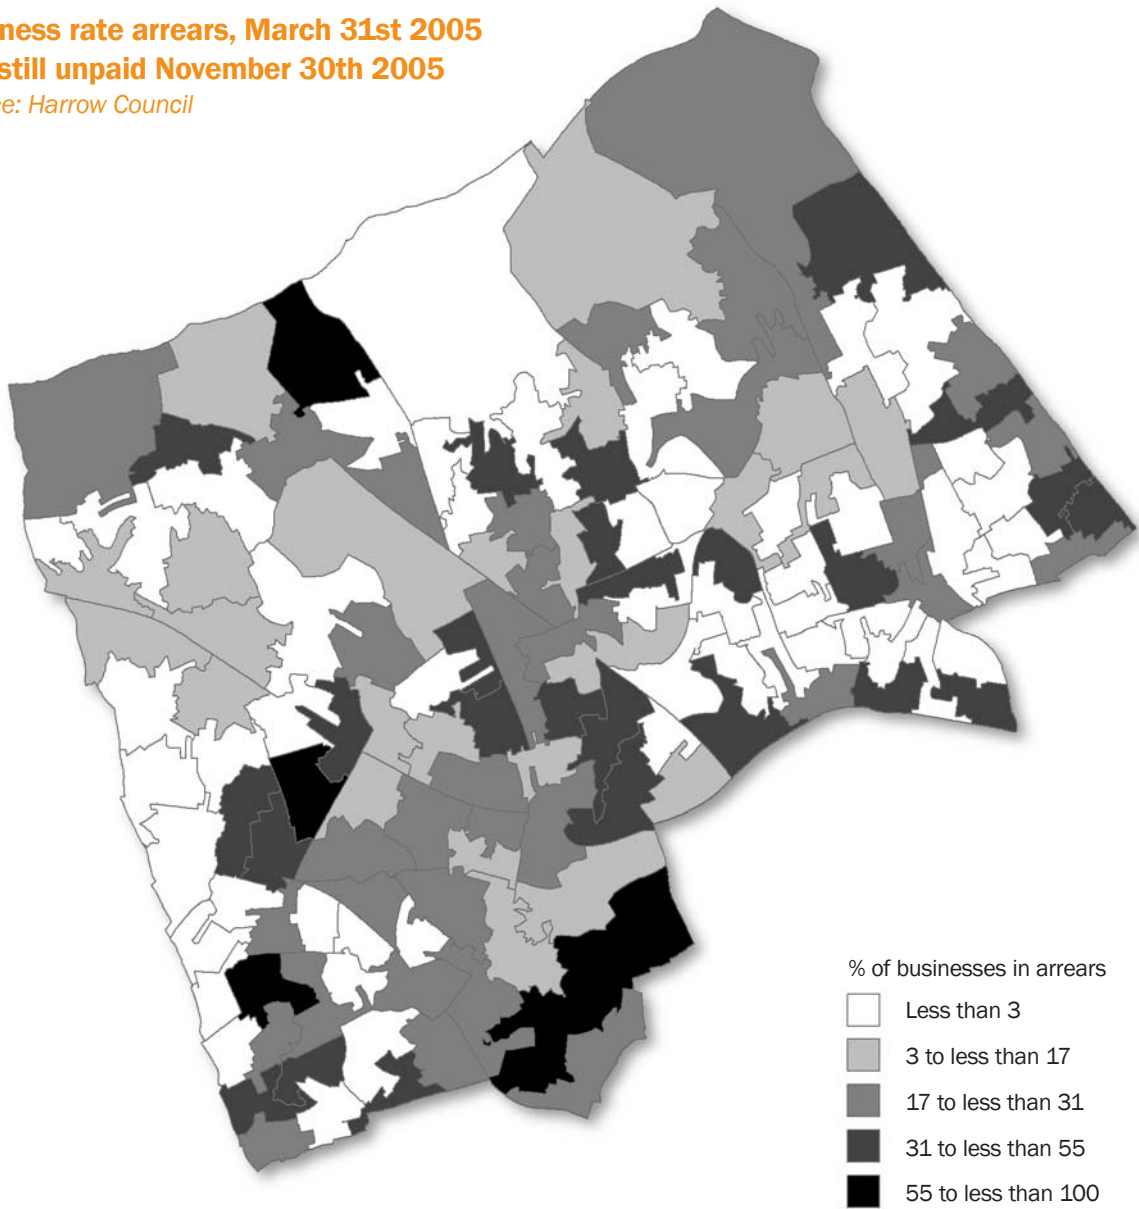 ness rate arrears, March 31st 2005
still unpaid November 30th 2005
e: Harrow Council
% of businesses in arrears
Less than 3
3 to less than 17
17 to less than 31
31 to less than 55
55 to less than 100